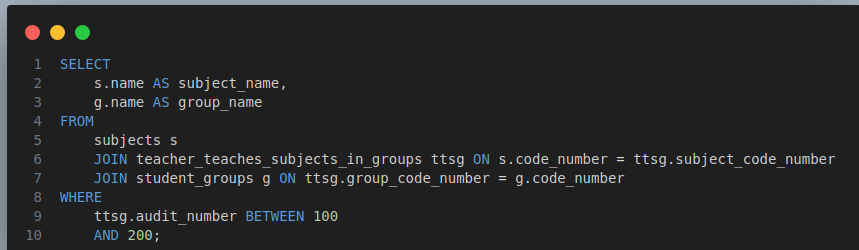 1 SELECT
2     s.name AS subject_name,
3     g.name AS group_name
4 FROM
5     subjects s
6     JOIN teacher_teaches_subjects_in_groups ttsg ON s.code_number = ttsg.subject_code_number
7     JOIN student_groups g ON ttsg.group_code_number = g.code_number
8 WHERE
9     ttsg.audit_number BETWEEN 100
10     AND 200;